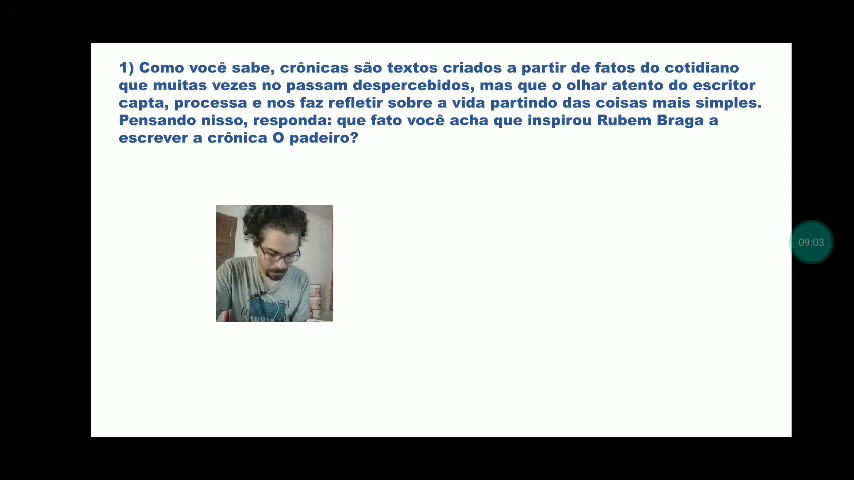 1) Como você sabe, crônicas são textos criados a partir de fatos do cotidiano
que muitas vezes no passam despercebidos, mas que o olhar atento do escritor
capta, processa e nos faz refletir sobre a vida partindo das coisas mais simples.
Pensando nisso, responda: que fato você acha que inspirou Rubem Braga a
escrever a crônica O padeiro?
09:03